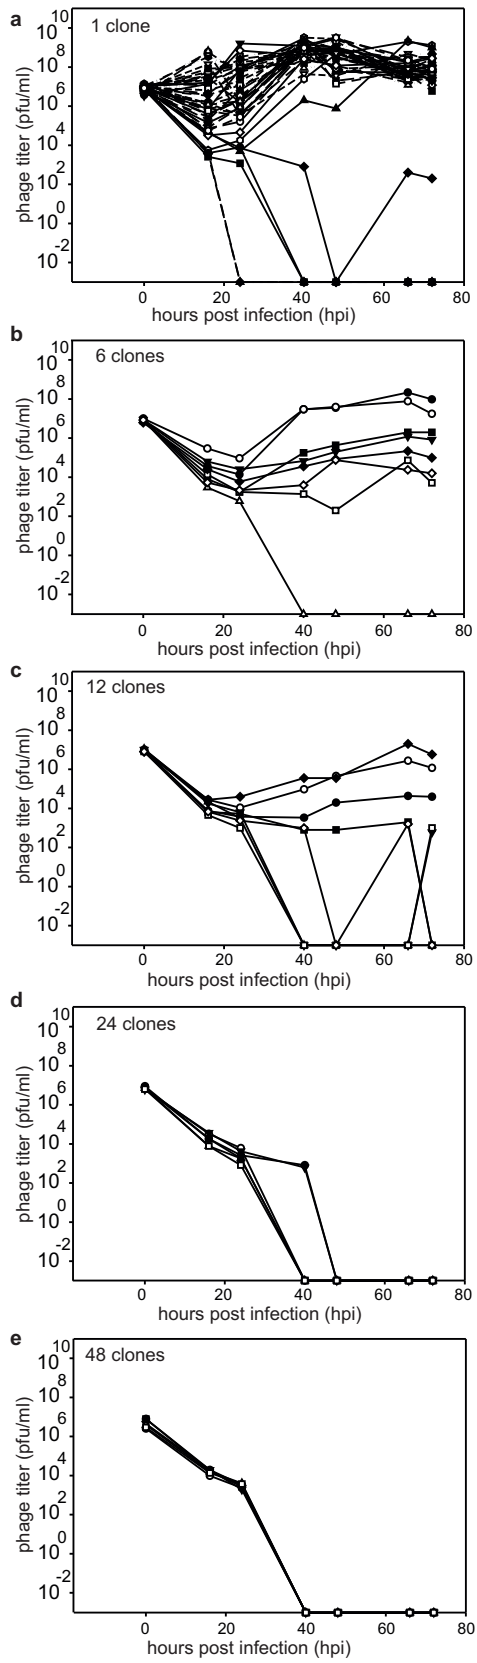 a
1 clone
phage titer (pfu/ml)
10^10
10^8
10^6
10^4
10^2
10^0
10^-2
0 20 40 60 80
hours post infection (hpi)
b
6 clones
phage titer (pfu/ml)
10^10
10^8
10^6
10^4
10^2
10^0
10^-2
0 20 40 60 80
hours post infection (hpi)
c
12 clones
phage titer (pfu/ml)
10^10
10^8
10^6
10^4
10^2
10^0
10^-2
0 20 40 60 80
hours post infection (hpi)
d
24 clones
phage titer (pfu/ml)
10^10
10^8
10^6
10^4
10^2
10^0
10^-2
0 20 40 60 80
hours post infection (hpi)
e
48 clones
phage titer (pfu/ml)
10^10
10^8
10^6
10^4
10^2
10^0
10^-2
0 20 40 60 80
hours post infection (hpi)